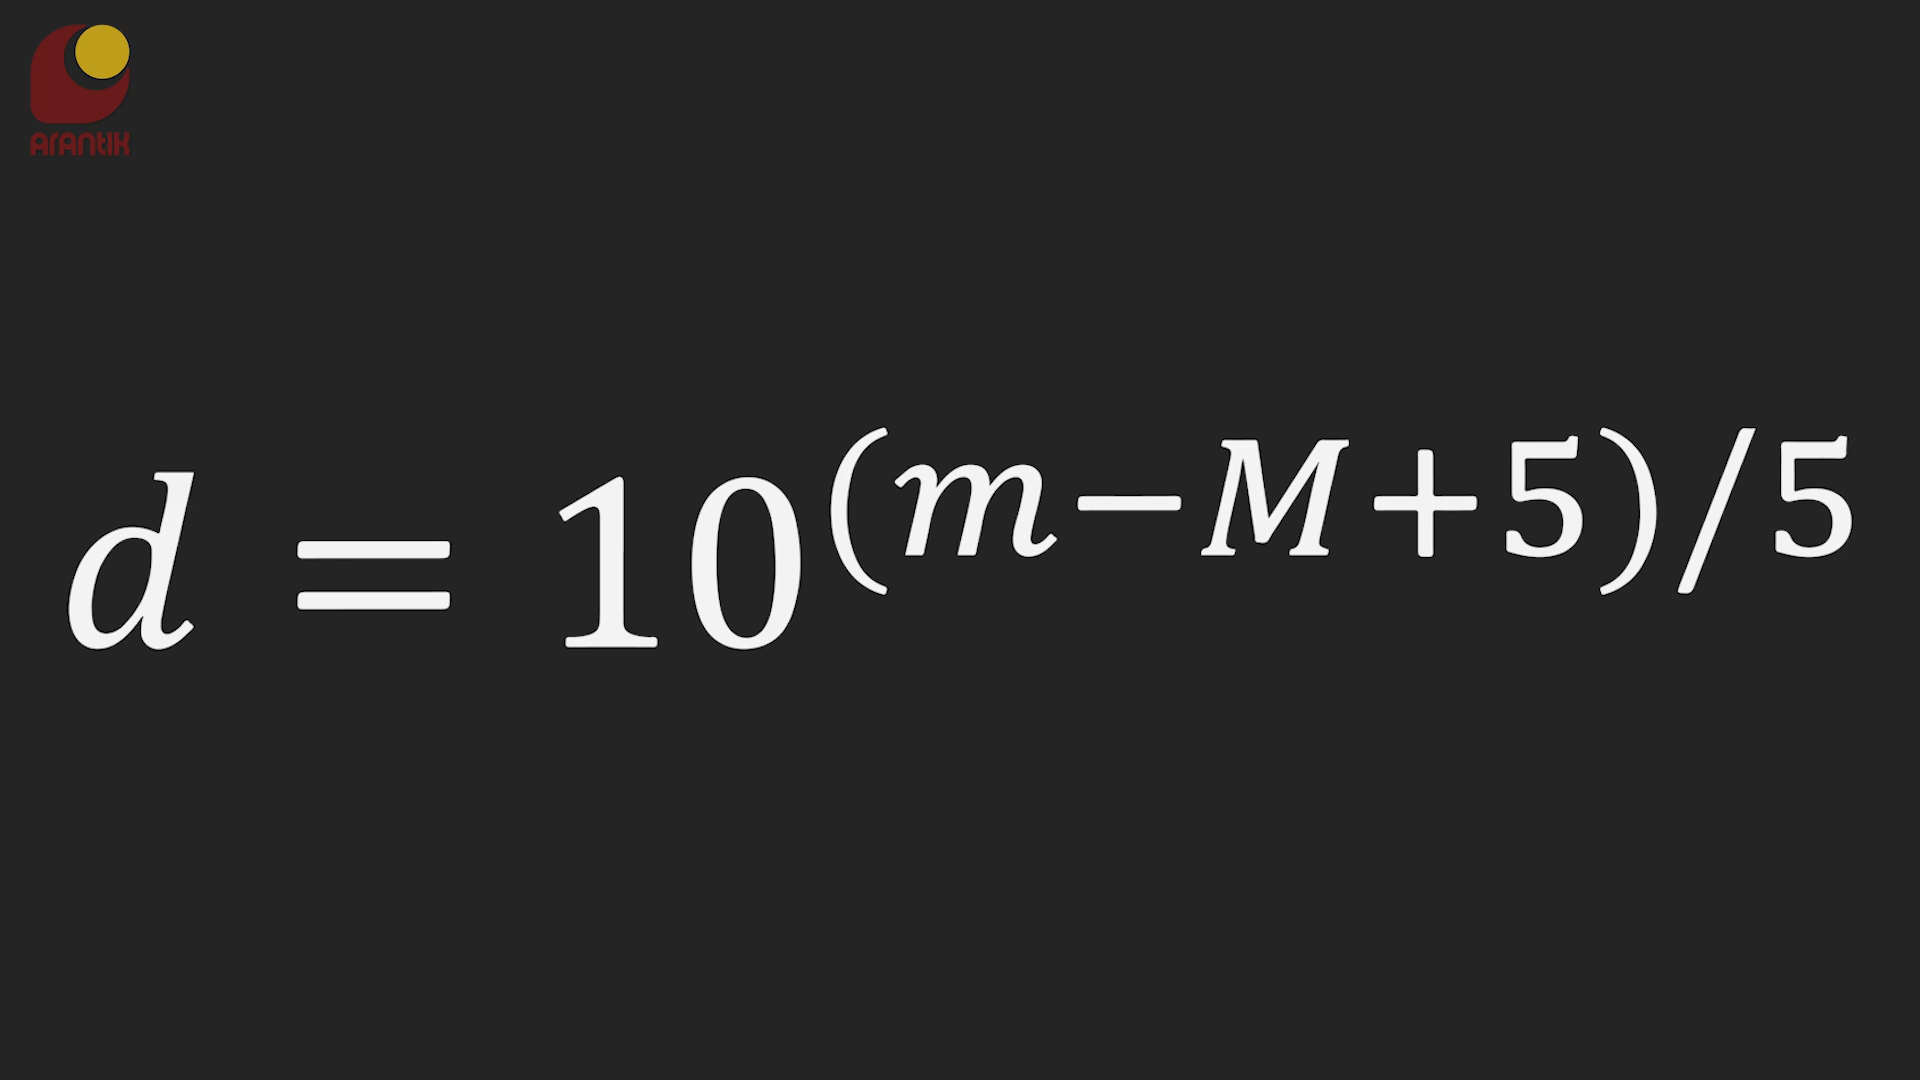 Arantik
d = 10^{(m-M+5)/5}